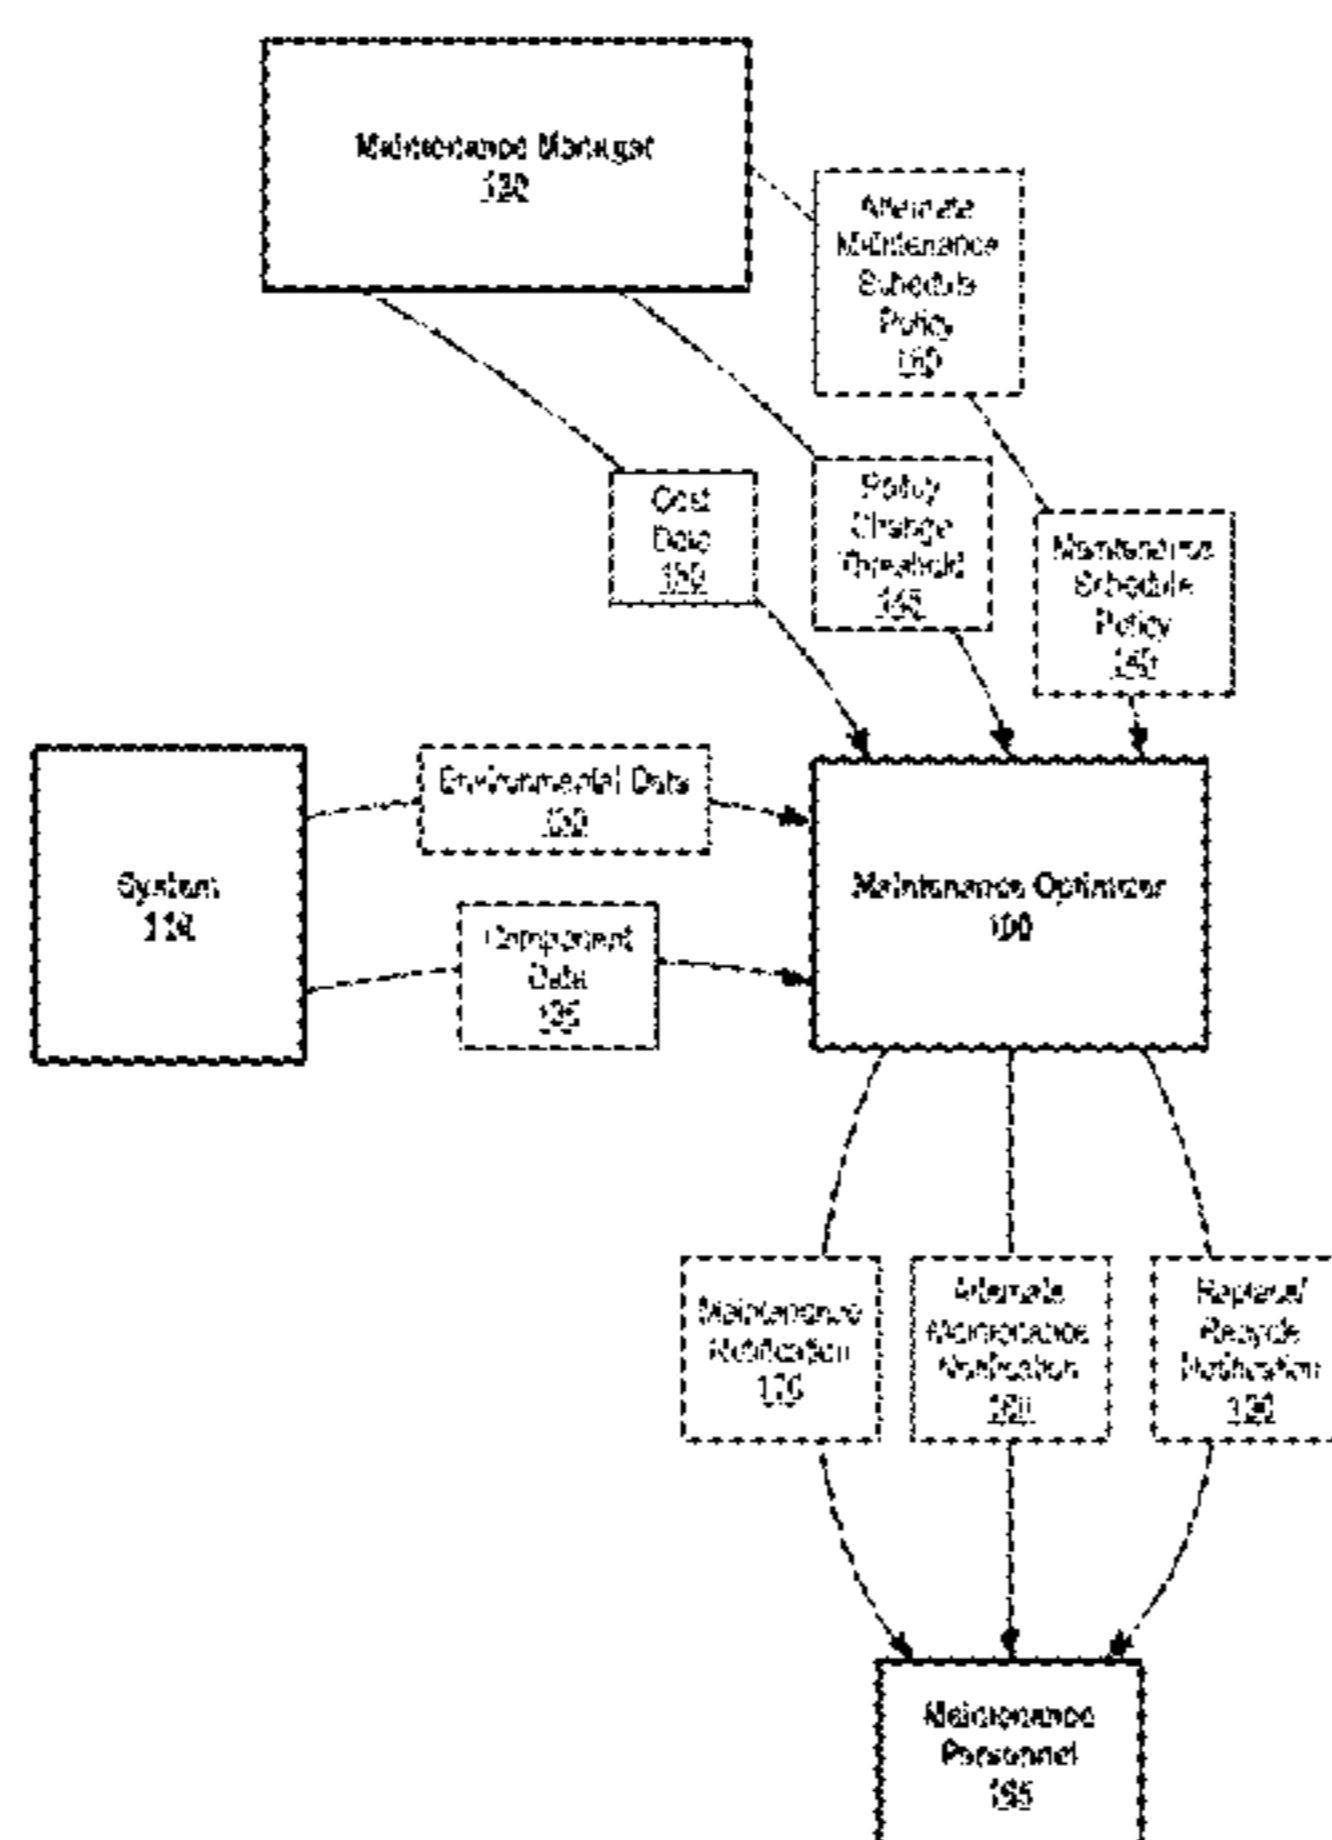 Maintenance Manager
Alternate
Maintenance
Schedule
Policy
Cost
Data
Policy
Change
Threshold
Maintenance
Schedule
Policy
Environmental Data
System
Component
Data
Maintenance Optimizer
100
Maintenance
Notification
Alternate
Maintenance
Notification
Replace/
Recycle
Notification
Maintenance
Personnel